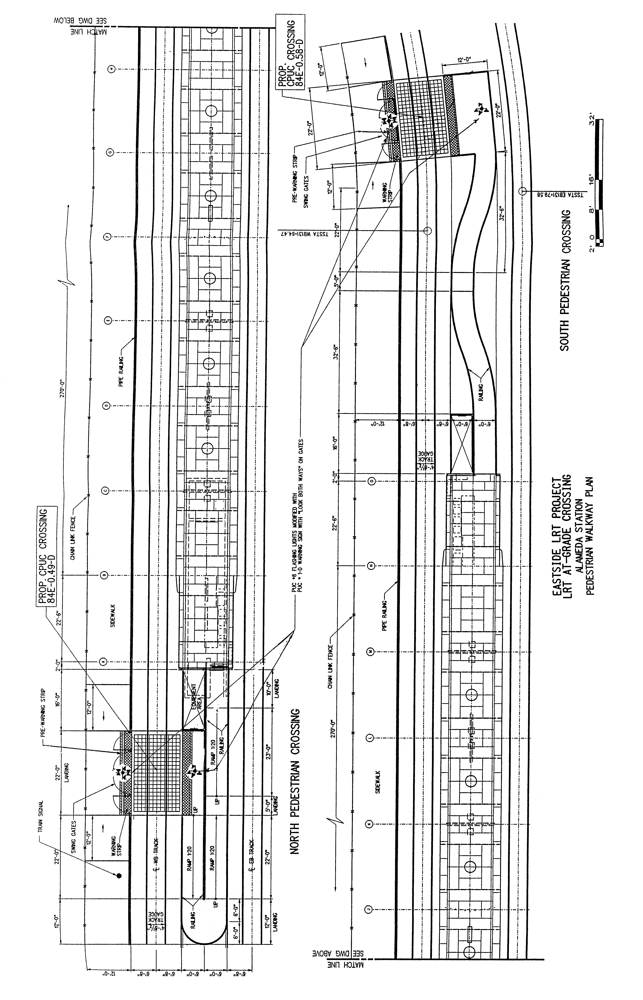 PROP. CPUC CROSSING
84E-0.49-D
TRAIN SIGNAL
SWING GATES
PRE-WARNING STRIP
CHAIN LINK FENCE
PIPE RAILING
SIDEWALK
WARNING
STRIP
12'-0"
22'-0"
22'-0"
LANDING
16'-0"
2'-0"
22'-6"
270'-0"
12'-0"
12'-0"
A
B
C
D
E
F
G
H
MATCH LINE
SEE DWG BELOW
℄ WB TRACK
4'-8½"
TRACK
GAUGE
RAMP 1:20
RAMP 1:20
RAMP 1:20
UP
UP
UP
RAILING
RAILING
EQUIPMENT
AREA
℄ EB TRACK
6'-0"
6'-0"
12'-0"
LANDING
22'-0"
5'-0"
LANDING
23'-0"
10'-0"
LANDING
12'-0"
6'-8"
6'-8"
6'-0"
6'-0"
6'-8"
NORTH PEDESTRIAN CROSSING
PUC #8 FLASHING LIGHTS MODIFIED WITH
PUC # 1-D WARNING SIGN WITH "LOOK BOTH WAYS" ON GATES
PROP.
CPUC CROSSING
84E-0.58-D
MATCH LINE
SEE DWG ABOVE
270'-0"
CHAIN LINK FENCE
SIDEWALK
PIPE RAILING
J
K
L
M
N
O
22'-6"
2'-0"
16'-0"
32'-6"
5'-0"
22'-0"
12'-0"
22'-0"
12'-0"
4'-8½"
TRACK
GAUGE
12'-0"
6'-8"
6'-8"
6'-0"
6'-0"
RAILING
TSSTA WB131+64.47
PRE-WARNING STRIP
SWING GATES
WARNING
STRIP
12'-0"
22'-0"
32'-6"
TSSTA EB131+79.58
SOUTH PEDESTRIAN CROSSING
2' 0 8' 16' 32'
EASTSIDE LRT PROJECT
LRT AT-GRADE CROSSING
ALAMEDA STATION
PEDESTRIAN WALKWAY PLAN